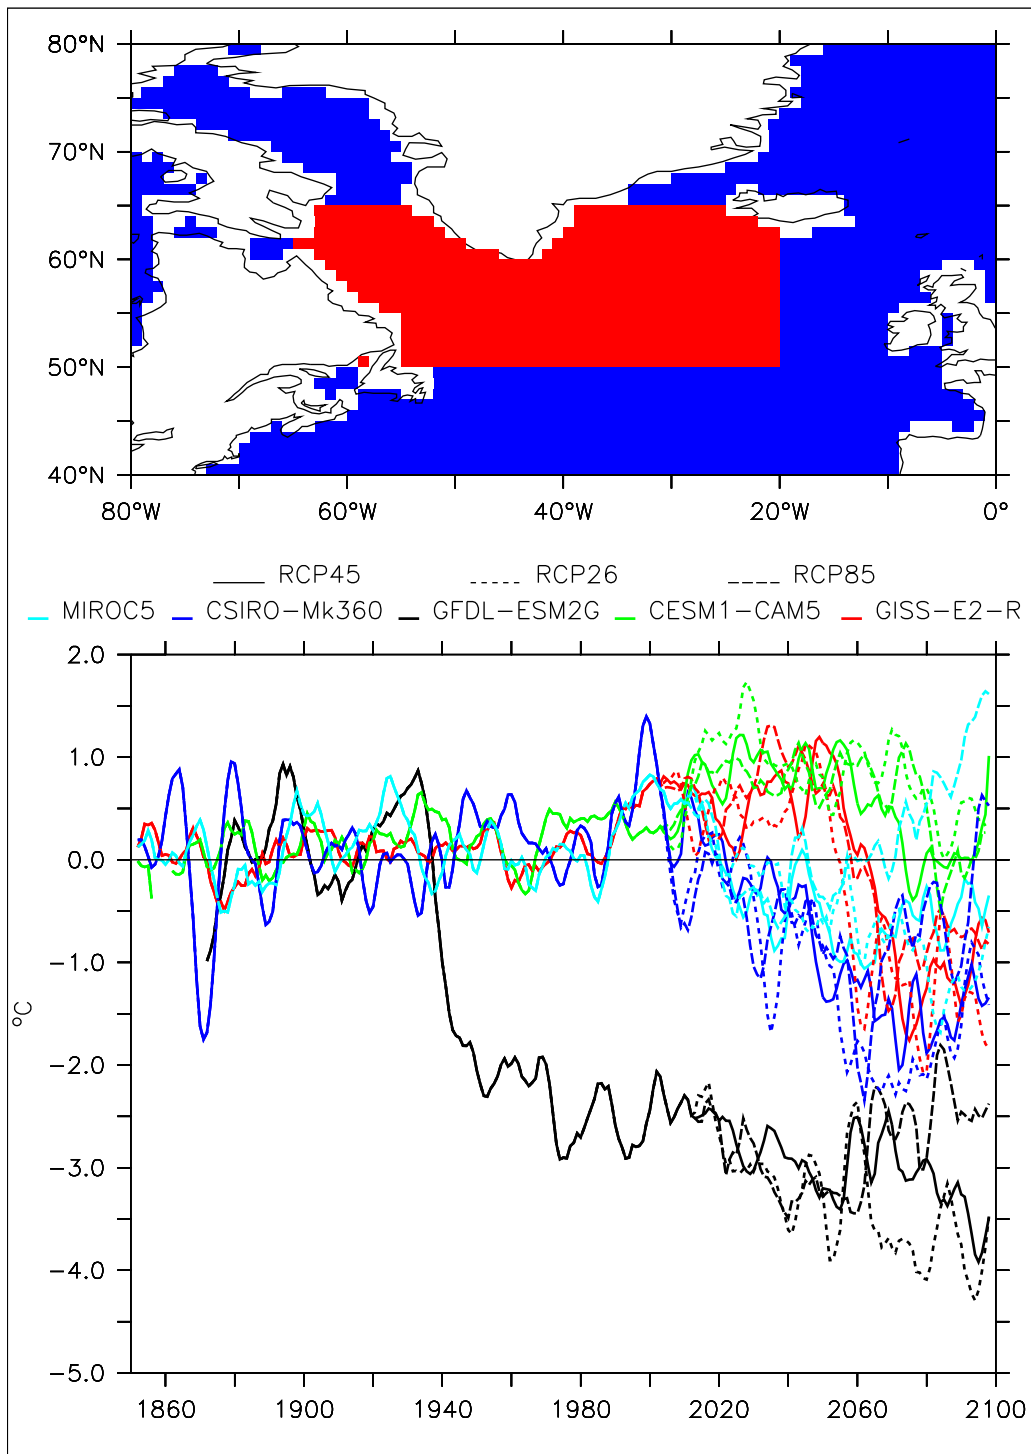 80°N
70°N
60°N
50°N
40°N
80°W 60°W 40°W 20°W 0°
RCP45 RCP26 RCP85
MIROC5 CSIRO-Mk360 GFDL-ESM2G CESM1-CAM5 GISS-E2-R
2.0
1.0
0.0
-1.0
-2.0
-3.0
-4.0
-5.0
°C
1860 1900 1940 1980 2020 2060 2100